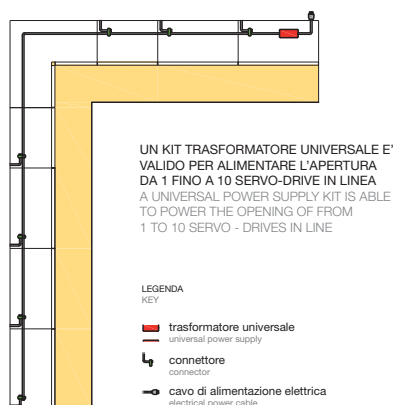 UN KIT TRASFORMATORE UNIVERSALE E'
VALIDO PER ALIMENTARE L'APERTURA
DA 1 FINO A 10 SERVO-DRIVE IN LINEA
A UNIVERSAL POWER SUPPLY KIT IS ABLE
TO POWER THE OPENING OF FROM
1 TO 10 SERVO - DRIVES IN LINE
LEGENDA
KEY
trasformatore universale
universal power supply
connettore
connector
cavo di alimentazione elettrica
electrical power cable